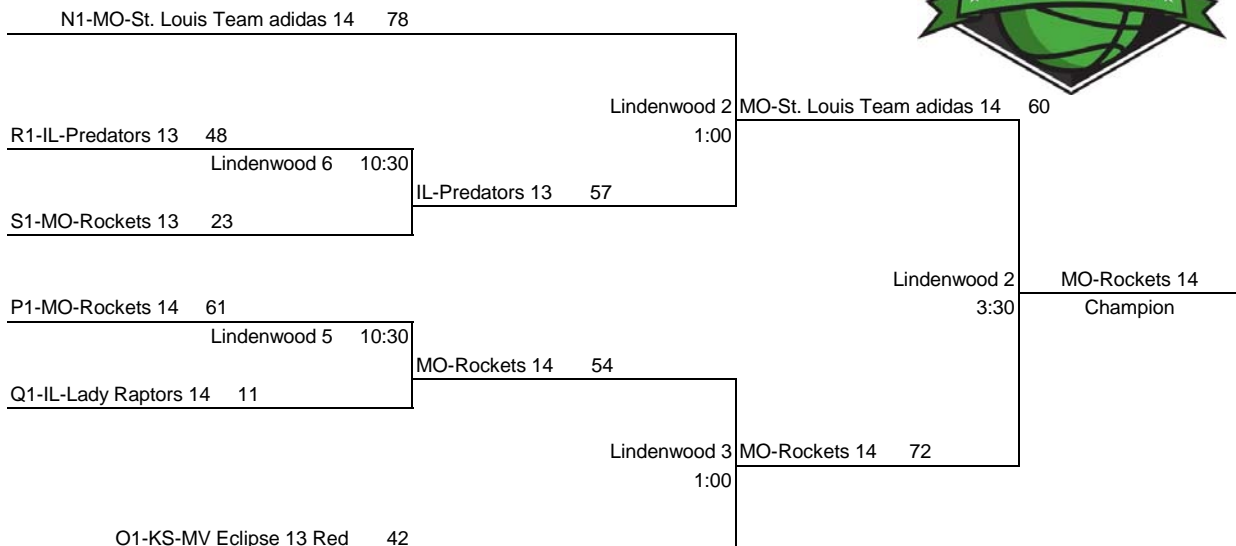 N1-MO-St. Louis Team adidas 14 78
Lindenwood 2 MO-St. Louis Team adidas 14 60
R1-IL-Predators 13 48
1:00
Lindenwood 6 10:30
IL-Predators 13 57
S1-MO-Rockets 13 23
Lindenwood 2 MO-Rockets 14
P1-MO-Rockets 14 61
3:30 Champion
Lindenwood 5 10:30
MO-Rockets 14 54
Q1-IL-Lady Raptors 14 11
Lindenwood 3 MO-Rockets 14 72
1:00
O1-KS-MV Eclipse 13 Red 42